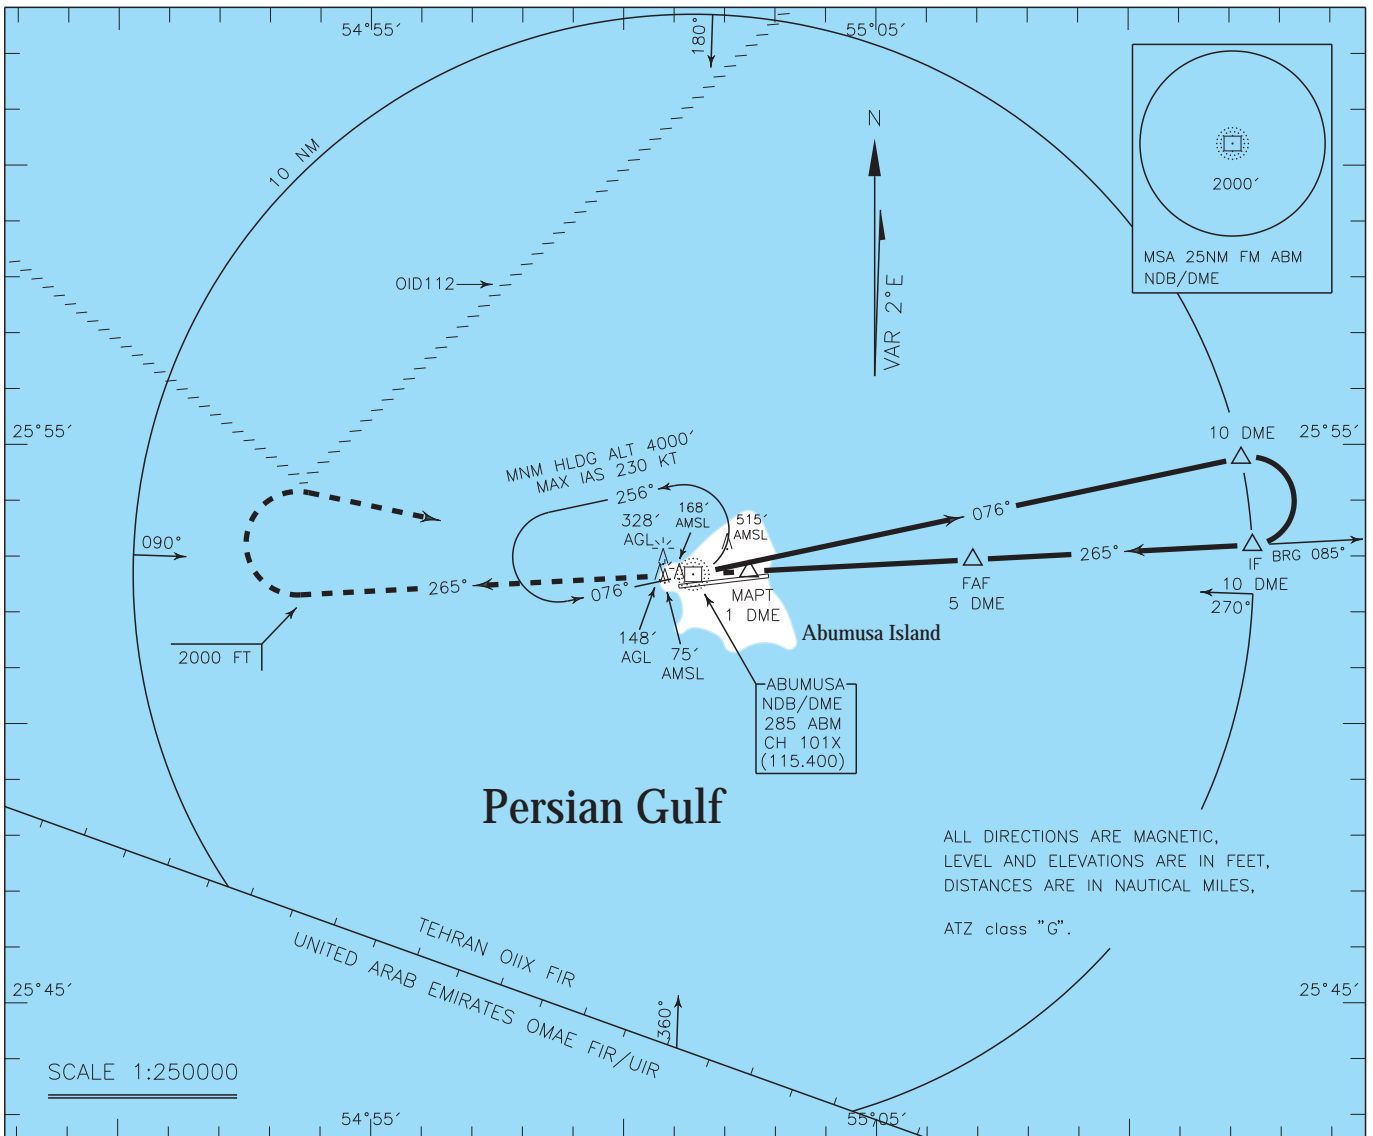 54°55′
180°
55°05′
10 NM
N
VAR 2°E
2000′
MSA 25NM FM ABM
NDB/DME
OID112
25°55′
10 DME
25°55′
MNM HLDG ALT 4000′
MAX IAS 230 KT
256°
168′
AMSL
328′
AGL
515′
AMSL
076°
090°
265°
265°
076°
IF
10 DME
BRG 085°
FAF
5 DME
MAPT
1 DME
270°
2000 FT
148′
AGL
75′
AMSL
Abumusa Island
ABUMUSA
NDB/DME
285 ABM
CH 101X
(115.400)
Persian Gulf
ALL DIRECTIONS ARE MAGNETIC,
LEVEL AND ELEVATIONS ARE IN FEET,
DISTANCES ARE IN NAUTICAL MILES,
ATZ class "G".
TEHRAN OIIX FIR
UNITED ARAB EMIRATES OMAE FIR/UIR
25°45′
25°45′
360°
SCALE 1:250000
54°55′
55°05′